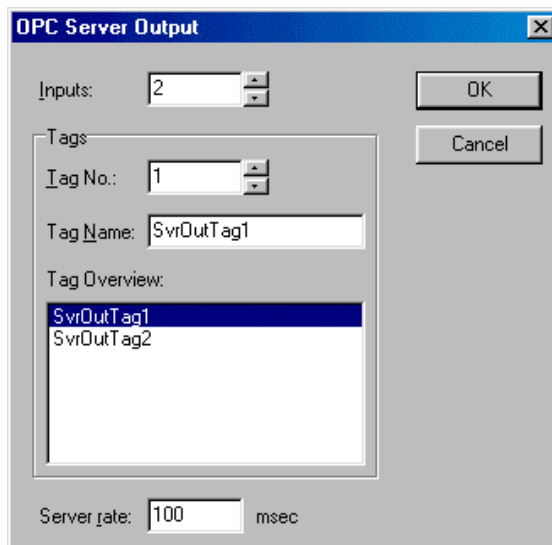 OPC Server Output
Inputs: 2
OK
Tags
Cancel
Tag No.: 1
Tag Name: SvrOutTag1
Tag Overview:
SvrOutTag1
SvrOutTag2
Server rate: 100 msec